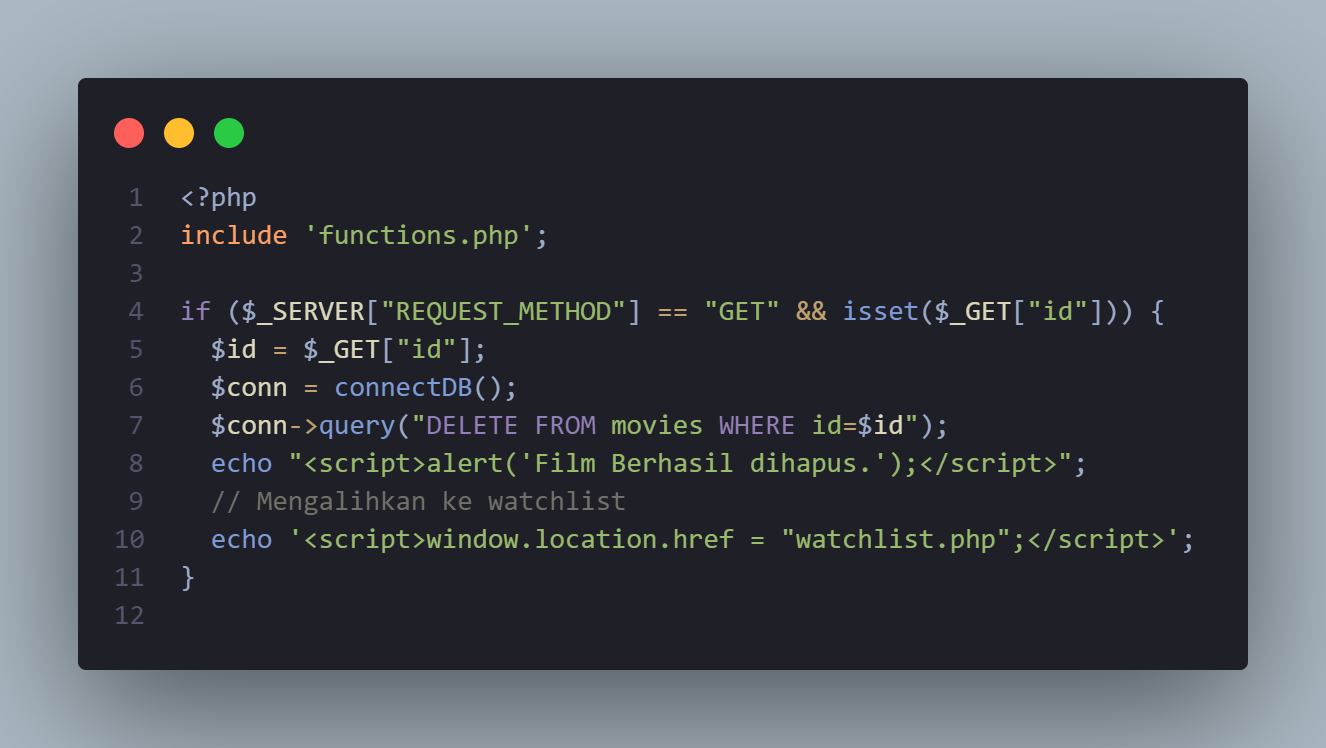 1 <?php
2 include 'functions.php';
3
4 if ($_SERVER["REQUEST_METHOD"] == "GET" && isset($_GET["id"])) {
5   $id = $_GET["id"];
6   $conn = connectDB();
7   $conn->query("DELETE FROM movies WHERE id=$id");
8   echo "<script>alert('Film Berhasil dihapus.');</script>";
9   // Mengalihkan ke watchlist
10   echo '<script>window.location.href = "watchlist.php";</script>';
11 }
12